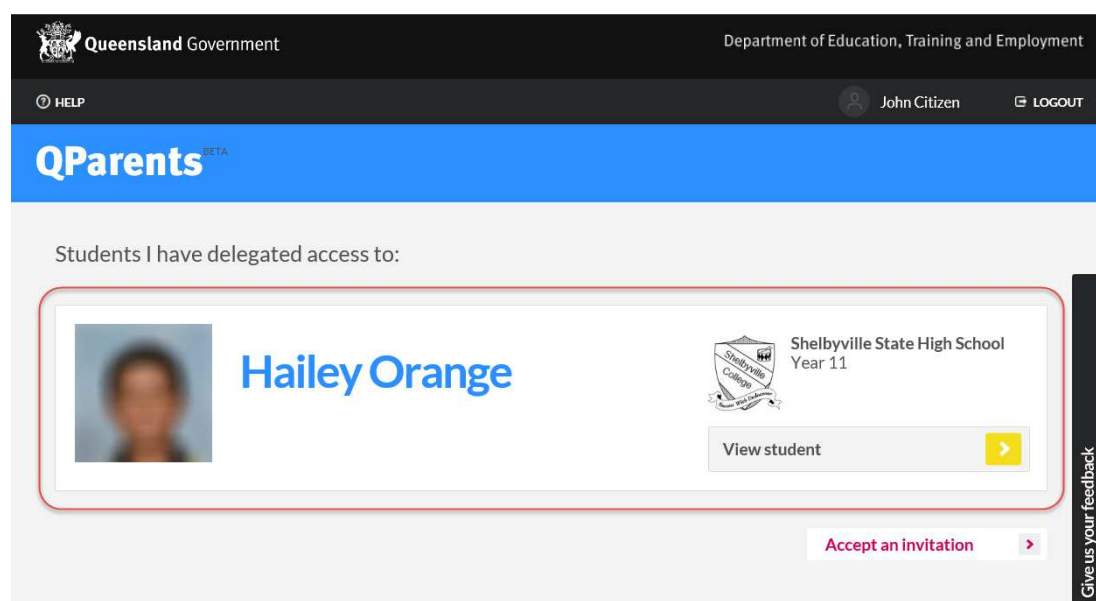 Queensland Government
Department of Education, Training and Employment
HELP
John Citizen
LOGOUT
QParents BETA
Students I have delegated access to:
Hailey Orange
Shelbyville
College
Shelbyville State High School
Year 11
View student
Accept an invitation
Give us your feedback